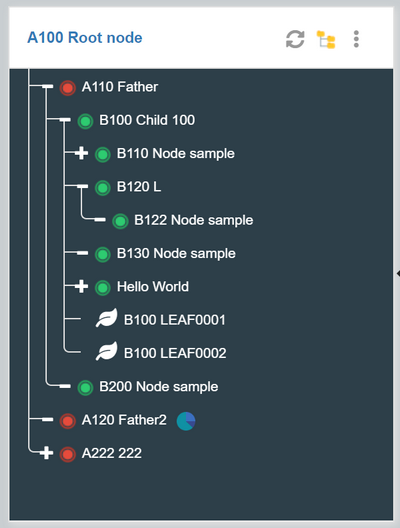 A100 Root node
A110 Father
B100 Child 100
B110 Node sample
B120 L
B122 Node sample
B130 Node sample
Hello World
B100 LEAF0001
B100 LEAF0002
B200 Node sample
A120 Father2
A222 222